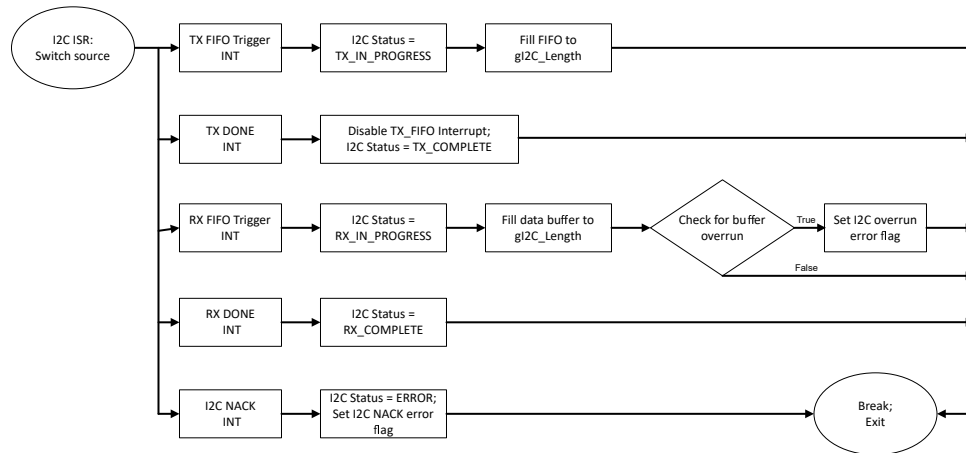 I2C ISR:
Switch source
TX FIFO Trigger
INT
I2C Status =
TX_IN_PROGRESS
Fill FIFO to
gI2C_Length
TX DONE
INT
Disable TX_FIFO Interrupt;
I2C Status = TX_COMPLETE
RX FIFO Trigger
INT
I2C Status =
RX_IN_PROGRESS
Fill data buffer to
gI2C_Length
Check for buffer
overrun
True
Set I2C overrun
error flag
False
RX DONE
INT
I2C Status =
RX_COMPLETE
I2C NACK
INT
I2C Status = ERROR;
Set I2C NACK error
flag
Break;
Exit